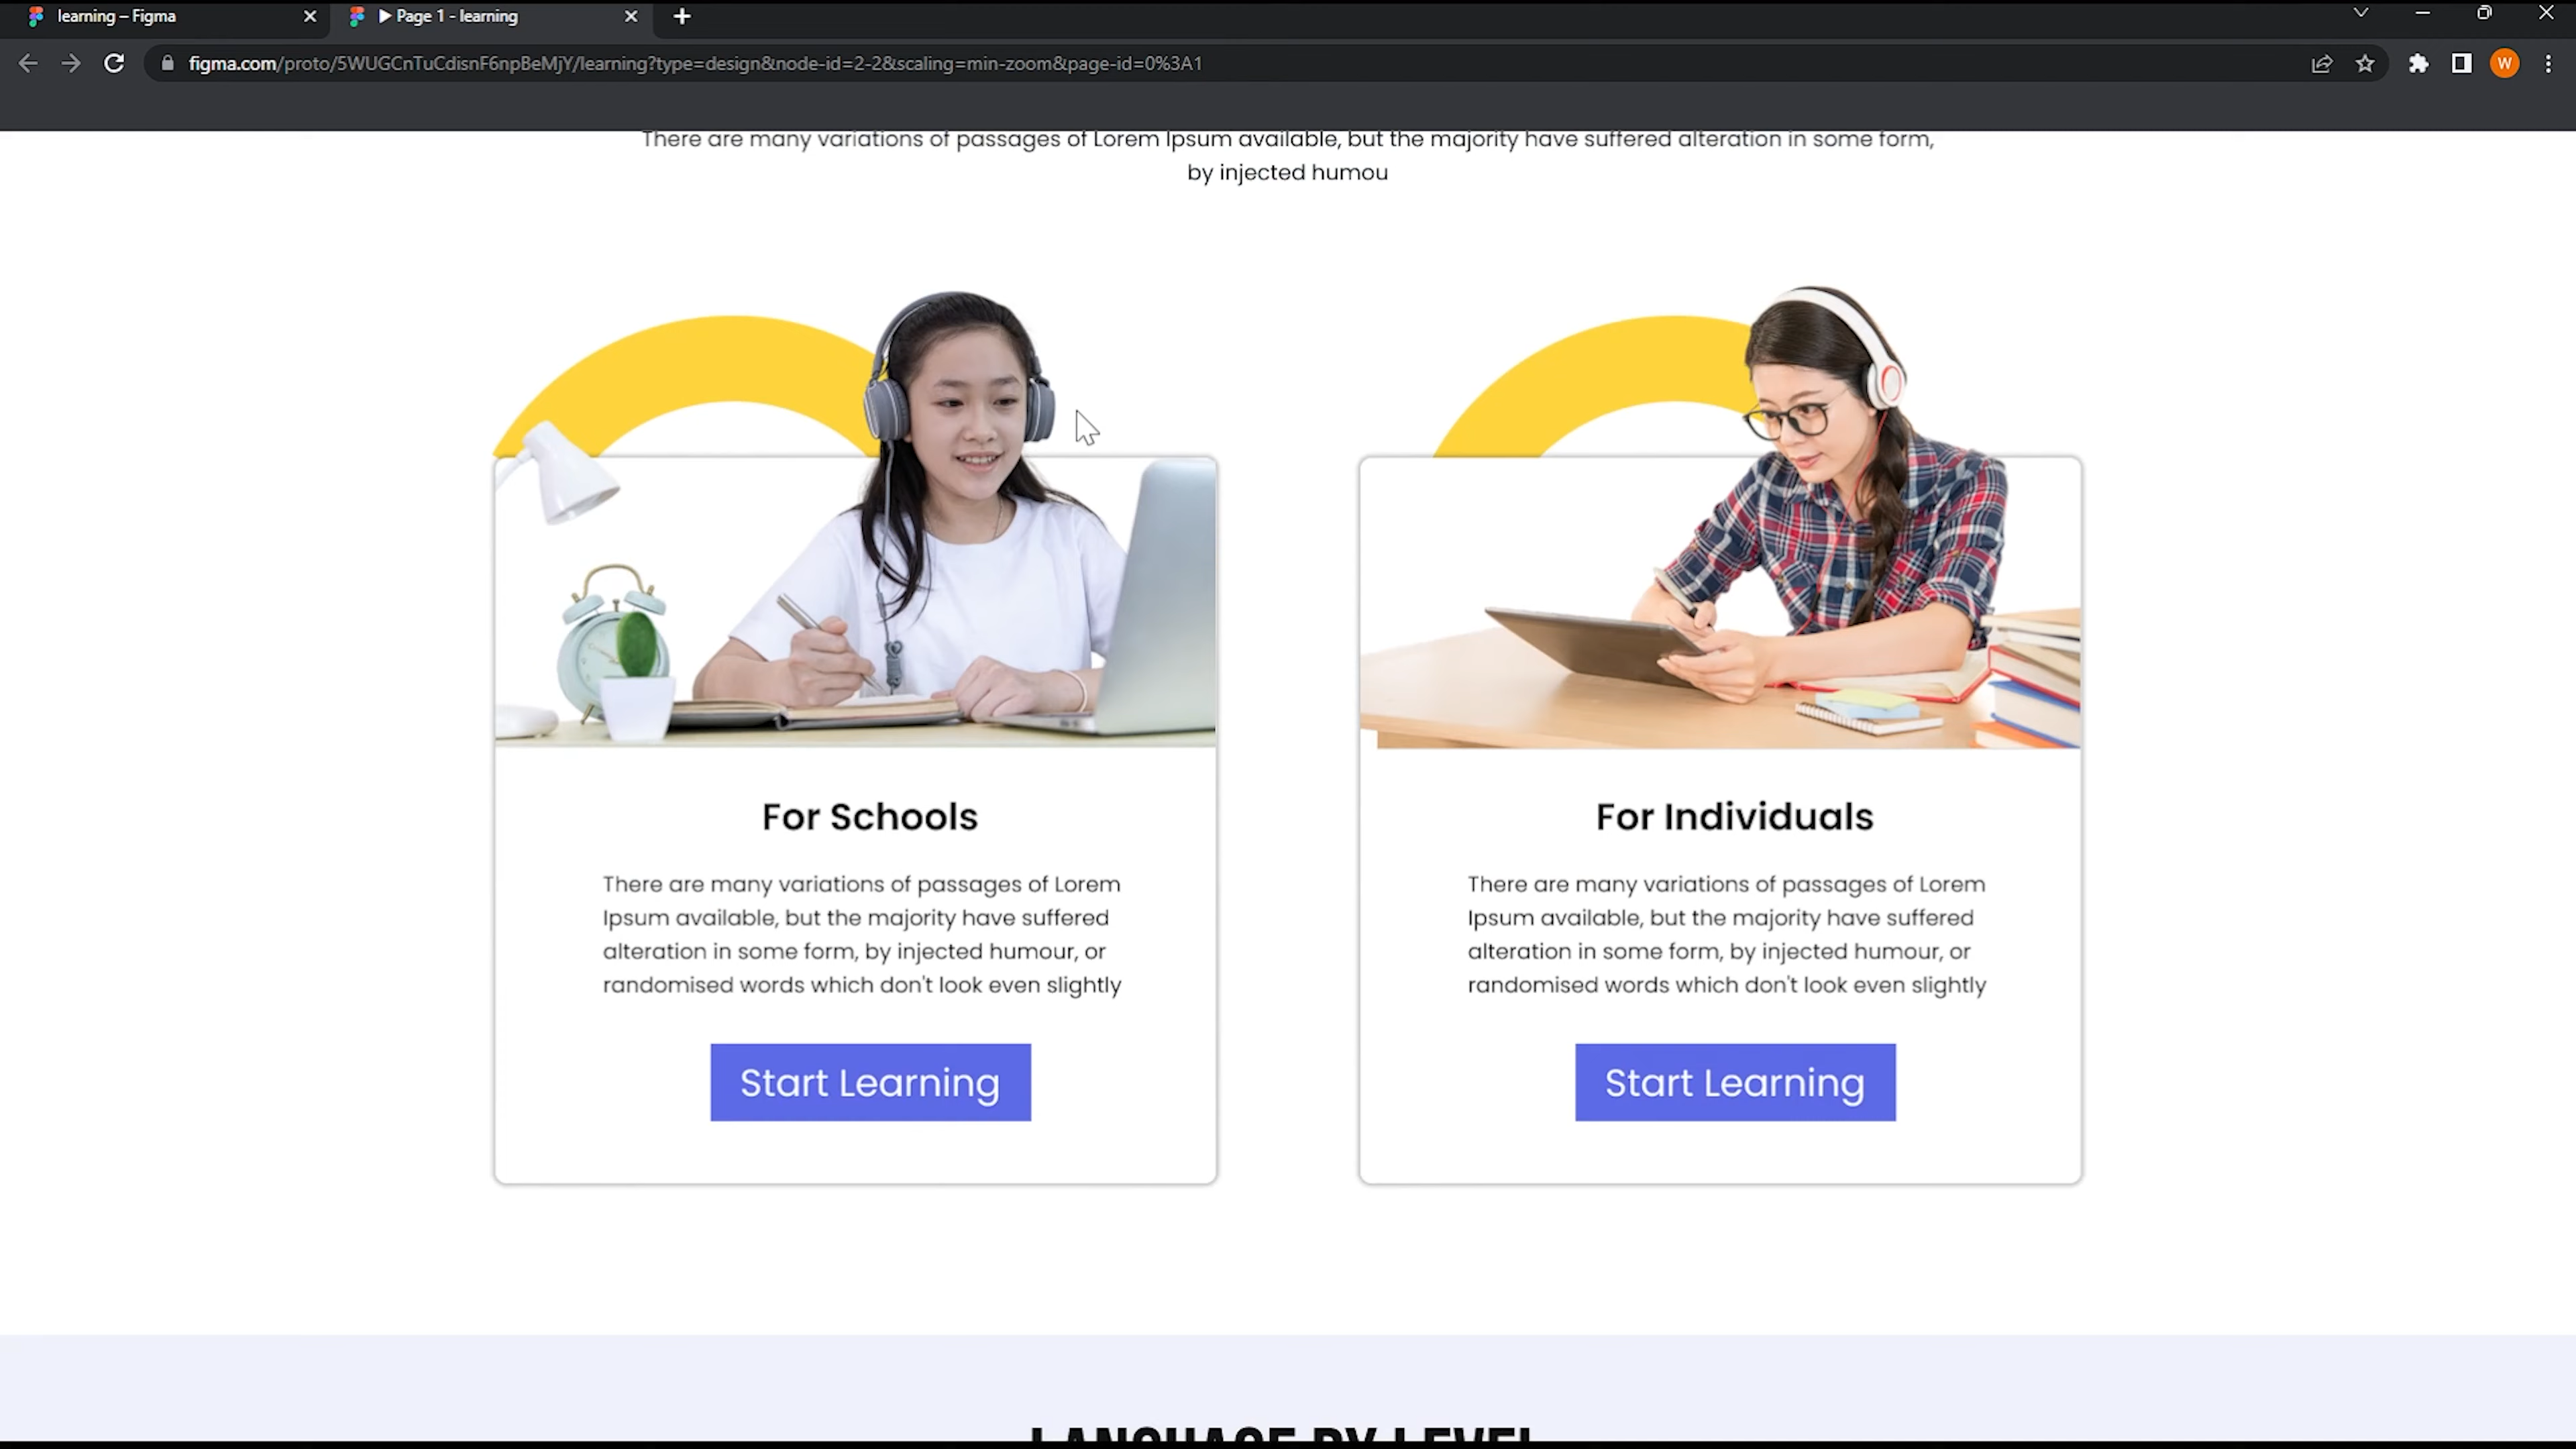 learning – Figma
Page 1 - learning
figma.com/proto/5WUGCnTuCdisnF6npBeMjY/learning?type=design&node-id=2-2&scaling=min-zoom&page-id=0%3A1
W
There are many variations of passages of Lorem Ipsum available, but the majority have suffered alteration in some form,
by injected humou
For Schools
There are many variations of passages of Lorem
Ipsum available, but the majority have suffered
alteration in some form, by injected humour, or
randomised words which don't look even slightly
Start Learning
For Individuals
There are many variations of passages of Lorem
Ipsum available, but the majority have suffered
alteration in some form, by injected humour, or
randomised words which don't look even slightly
Start Learning
LANGUAGE BY LEVEL